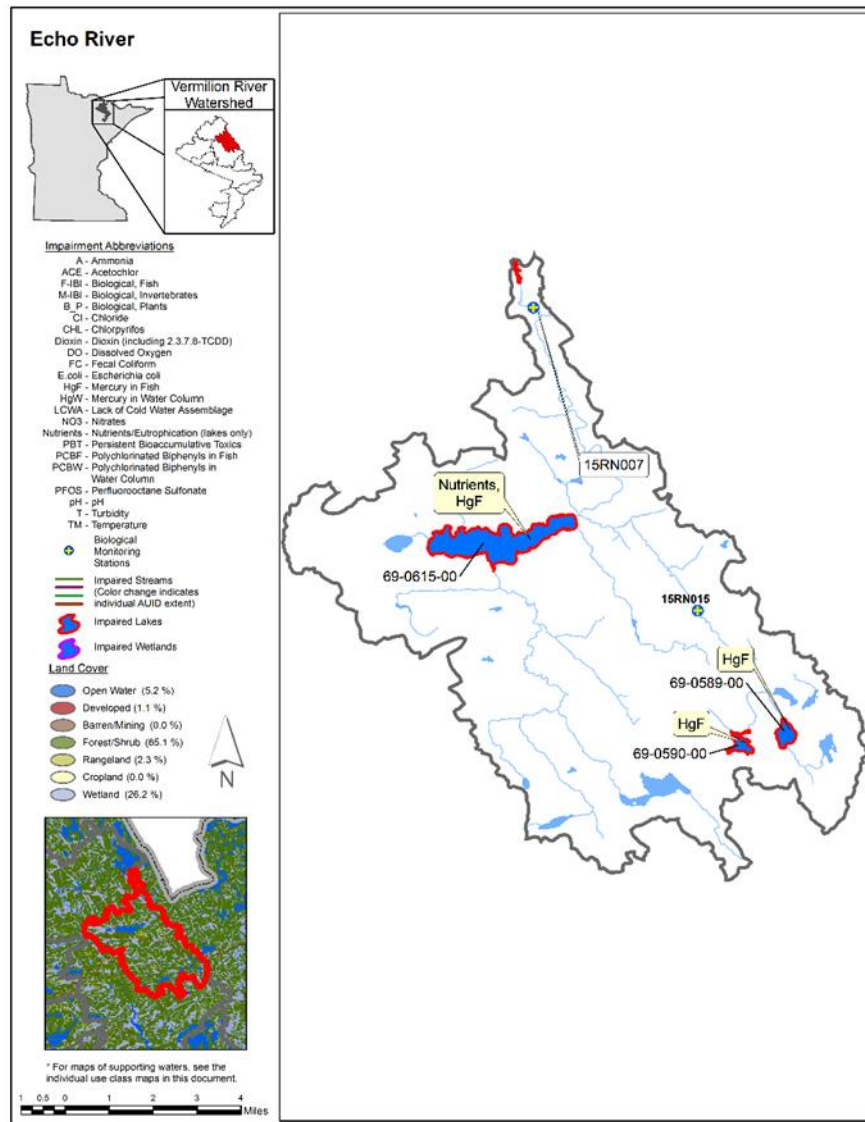 Echo River
Vermilion River
Watershed
Impairment Abbreviations
A - Ammonia
ACE - Acetochlor
F-IBI - Biological, Fish
M-IBI - Biological, Invertebrates
B_P - Biological, Plants
Cl - Chloride
CHL - Chlorpyrifos
Dioxin - Dioxin (including 2.3.7.8-TCDD)
DO - Dissolved Oxygen
FC - Fecal Coliform
E.coli - Escherichia coli
HgF - Mercury in Fish
HgW - Mercury in Water Column
LCWA - Lack of Cold Water Assemblage
NO3 - Nitrates
Nutrients - Nutrients/Eutrophication (lakes only)
PBT - Persistent Bioaccumulative Toxics
PCBF - Polychlorinated Biphenyls in Fish
PCBW - Polychlorinated Biphenyls in
Water Column
PFOS - Perfluorooctane Sulfonate
pH - pH
T - Turbidity
TM - Temperature
Biological
Monitoring
Stations
Impaired Streams
(Color change indicates
individual AUID extent)
Impaired Lakes
Impaired Wetlands
Land Cover
Open Water (5.2 %)
Developed (1.1 %)
Barren/Mining (0.0 %)
Forest/Shrub (65.1 %)
Rangeland (2.3 %)
Cropland (0.0 %)
Wetland (26.2 %)
N
* For maps of supporting waters, see the
individual use class maps in this document.
1 0.5 0 1 2 3 4
Miles
15RN007
Nutrients,
HgF
69-0615-00
15RN015
HgF
69-0589-00
HgF
69-0590-00